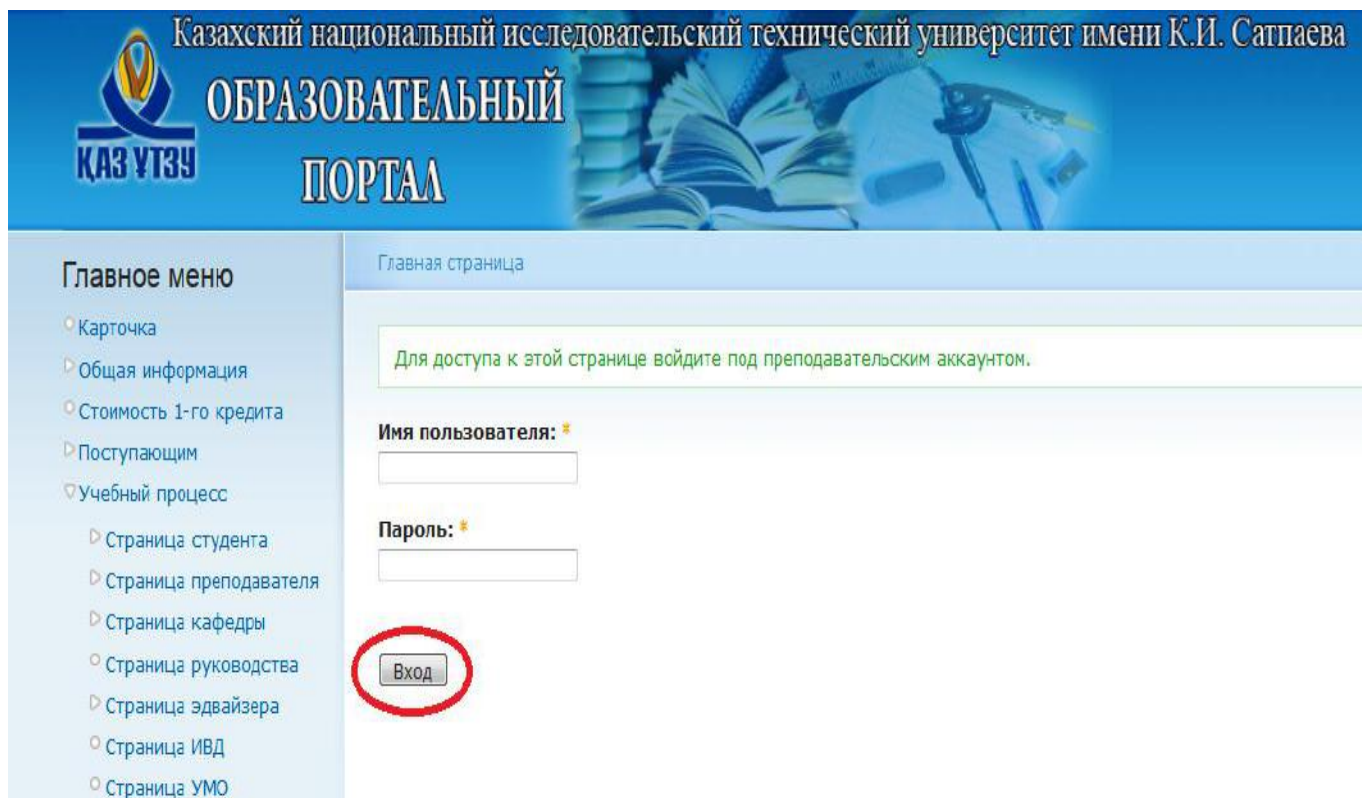 Казахский национальный исследовательский технический университет имени К.И. Сатпаева
ОБРАЗОВАТЕЛЬНЫЙ
ПОРТАЛ
ҚАЗ ҰТЗУ
Главное меню
Карточка
Общая информация
Стоимость 1-го кредита
Поступающим
Учебный процесс
Страница студента
Страница преподавателя
Страница кафедры
Страница руководства
Страница эдвайзера
Страница ИВД
Страница УМО
Главная страница
Для доступа к этой странице войдите под преподавательским аккаунтом.
Имя пользователя: *
Пароль: *
Вход